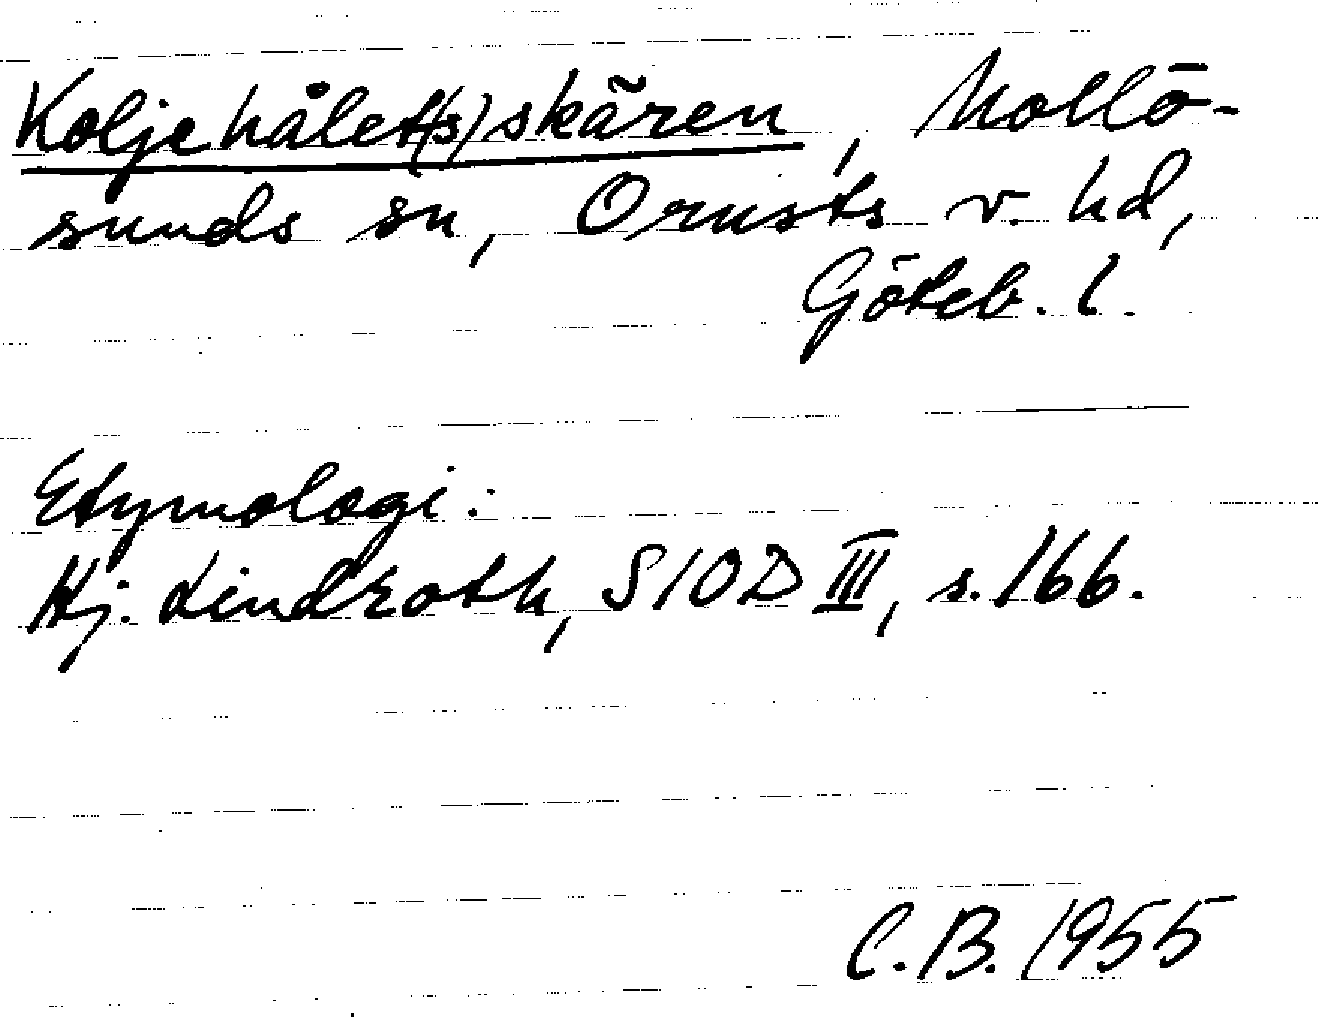 Koljehålet(s)skären, Mollö-
sunds sn, Orusts v. hd,
Göteb. l.
Etymologi:
Hj. Lindroth, SIOD III, s. 166.
C.B. 1955